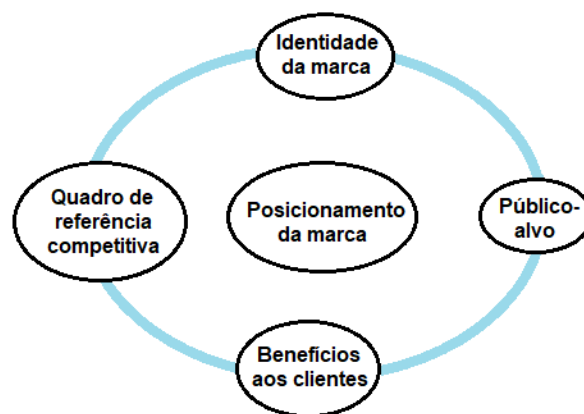 Identidade
da marca
Quadro de
referência
competitiva
Posicionamento
da marca
Público-
alvo
Benefícios
aos clientes